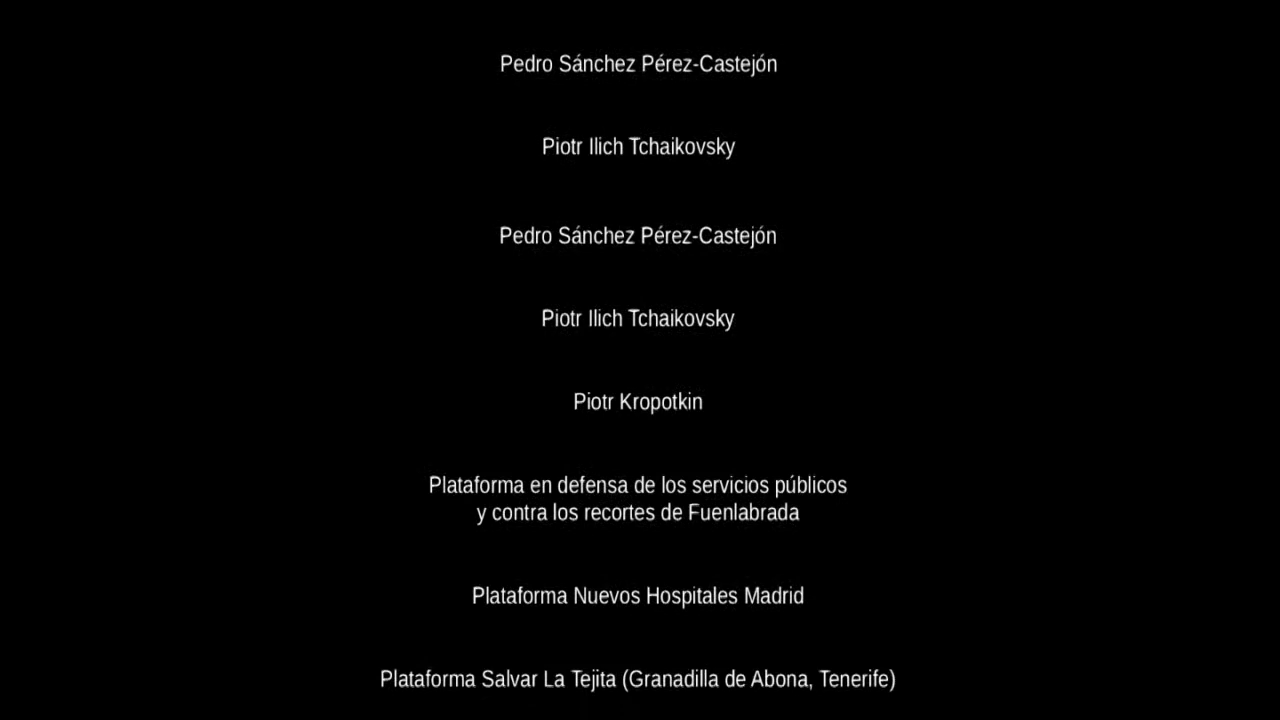 Pedro Sánchez Pérez-Castejón
Piotr Ilich Tchaikovsky
Pedro Sánchez Pérez-Castejón
Piotr Ilich Tchaikovsky
Piotr Kropotkin
Plataforma en defensa de los servicios públicos
y contra los recortes de Fuenlabrada
Plataforma Nuevos Hospitales Madrid
Plataforma Salvar La Tejita (Granadilla de Abona, Tenerife)